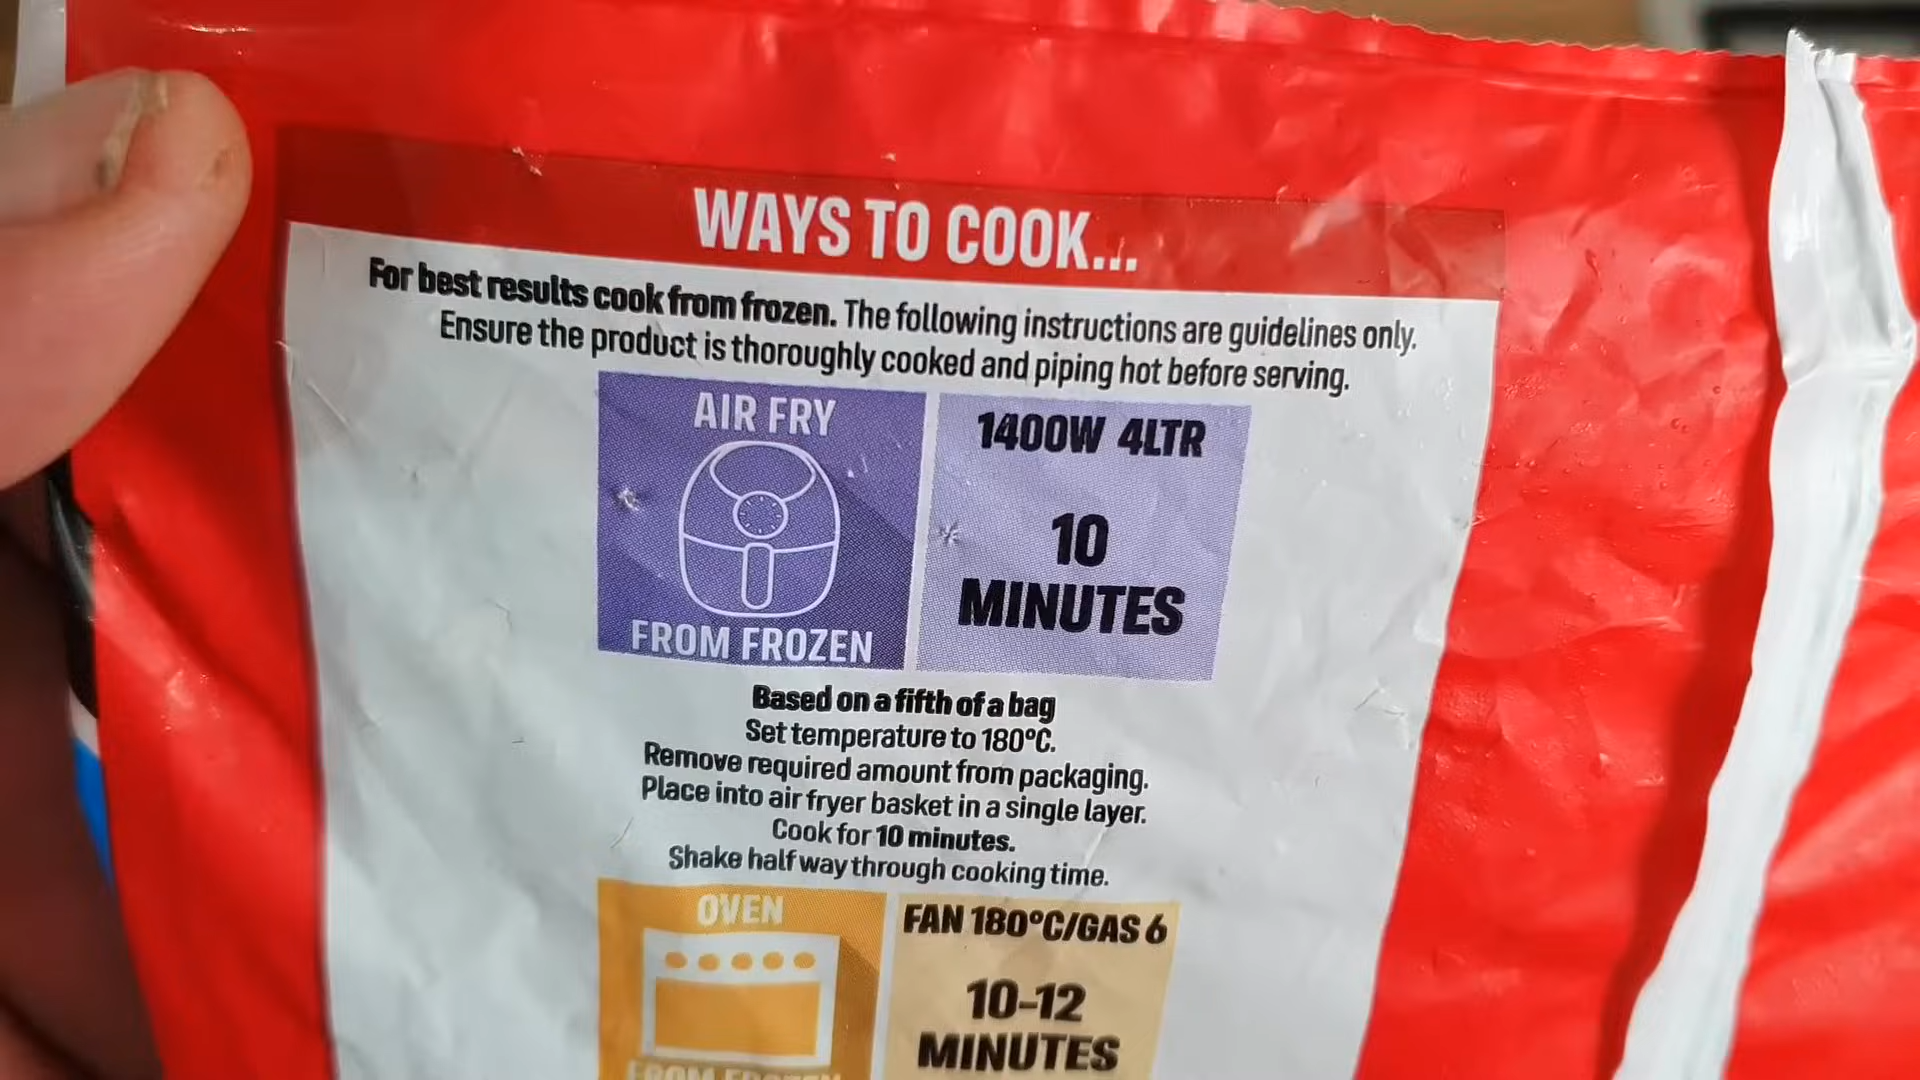 WAYS TO COOK...
For best results cook from frozen. The following instructions are guidelines only.
Ensure the product is thoroughly cooked and piping hot before serving.
AIR FRY
FROM FROZEN
1400W 4LTR
10
MINUTES
Based on a fifth of a bag
Set temperature to 180ºC.
Remove required amount from packaging.
Place into air fryer basket in a single layer.
Cook for 10 minutes.
Shake half way through cooking time.
OVEN
FROM FROZEN
FAN 180ºC/GAS 6
10-12
MINUTES